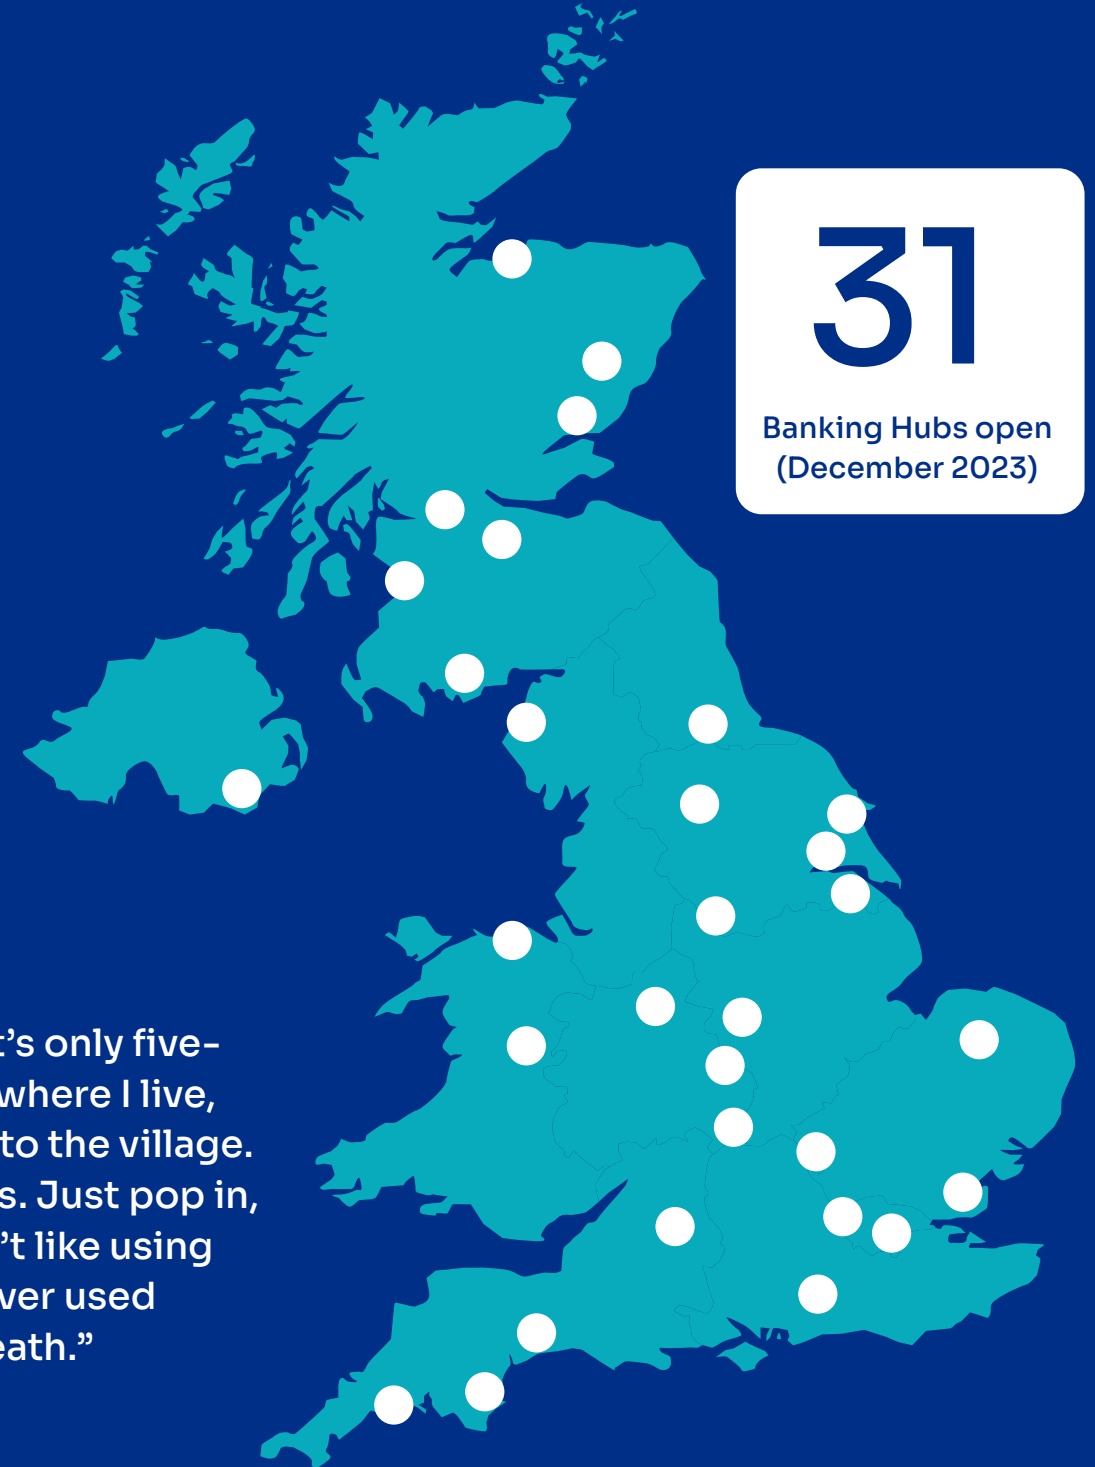 31
Banking Hubs open
(December 2023)
t’s only five-
where I live,
to the village.
s. Just pop in,
’t like using
ver used
eath.”